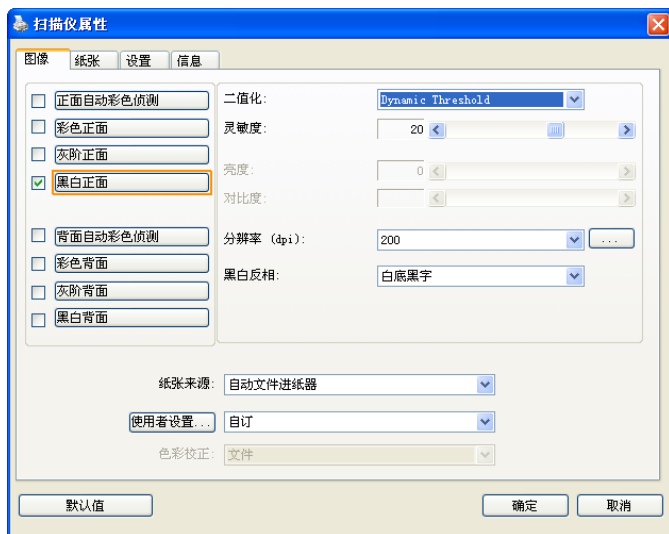 扫描仪属性
图像 纸张 设置 信息
正面自动彩色侦测
彩色正面
灰阶正面
黑白正面
背面自动彩色侦测
彩色背面
灰阶背面
黑白背面
二值化: Dynamic Threshold
灵敏度: 20
亮度: 0
对比度:
分辨率 (dpi): 200 ...
黑白反相: 白底黑字
纸张来源: 自动文件进纸器
使用者设置... 自订
色彩校正: 文件
默认值 确定 取消